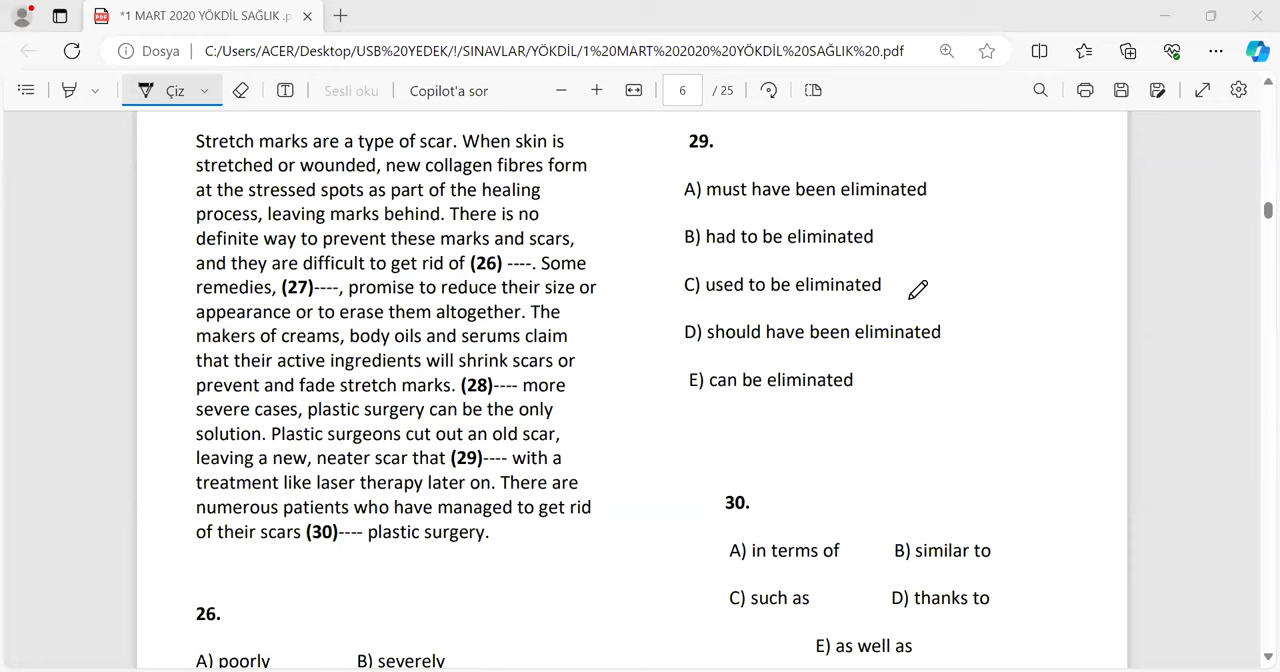 *1 MART 2020 YÖKDİL SAĞLIK .p
Dosya
C:/Users/ACER/Desktop/USB%20YEDEK/!/SINAVLAR/YÖKDİL/1%20MART%202020%20YÖKDİL%20SAĞLIK%20.pdf
Çiz
Sesli oku
Copilot'a sor
6 / 25
Stretch marks are a type of scar. When skin is
stretched or wounded, new collagen fibres form
at the stressed spots as part of the healing
process, leaving marks behind. There is no
definite way to prevent these marks and scars,
and they are difficult to get rid of (26) ----. Some
remedies, (27)----, promise to reduce their size or
appearance or to erase them altogether. The
makers of creams, body oils and serums claim
that their active ingredients will shrink scars or
prevent and fade stretch marks. (28)---- more
severe cases, plastic surgery can be the only
solution. Plastic surgeons cut out an old scar,
leaving a new, neater scar that (29)---- with a
treatment like laser therapy later on. There are
numerous patients who have managed to get rid
of their scars (30)---- plastic surgery.
26.
A) poorly B) severely
29.
A) must have been eliminated
B) had to be eliminated
C) used to be eliminated
D) should have been eliminated
E) can be eliminated
30.
A) in terms of B) similar to
C) such as D) thanks to
E) as well as